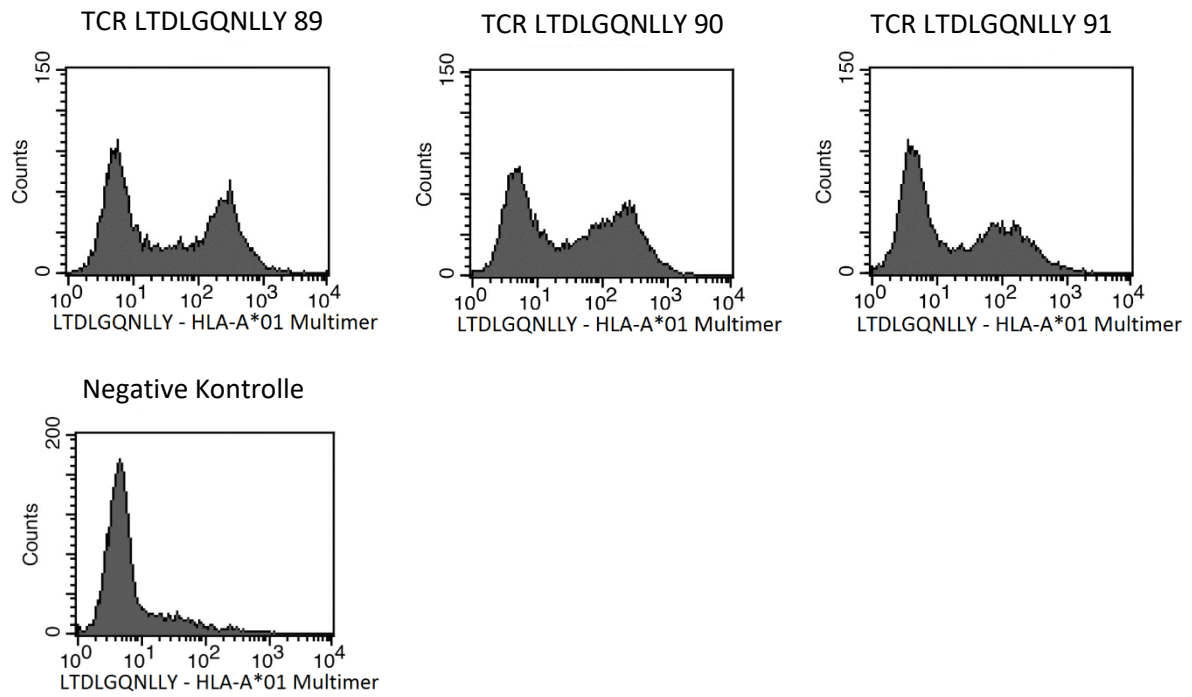 TCR LTDLGQNLLY 89
150
Counts
0
10^0 10^1 10^2 10^3 10^4
LTDLGQNLLY - HLA-A*01 Multimer
TCR LTDLGQNLLY 90
150
Counts
0
10^0 10^1 10^2 10^3 10^4
LTDLGQNLLY - HLA-A*01 Multimer
TCR LTDLGQNLLY 91
150
Counts
0
10^0 10^1 10^2 10^3 10^4
LTDLGQNLLY - HLA-A*01 Multimer
Negative Kontrolle
200
Counts
0
10^0 10^1 10^2 10^3 10^4
LTDLGQNLLY - HLA-A*01 Multimer